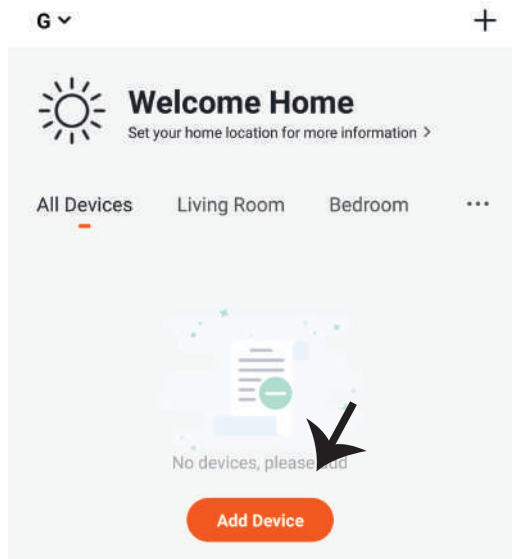 G
Welcome Home
Set your home location for more information >
All Devices Living Room Bedroom ...
No devices, please add
Add Device